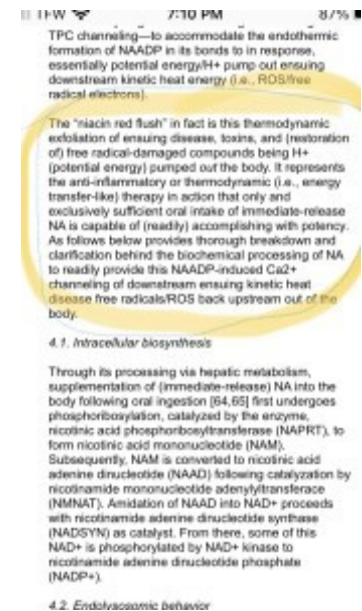 TFW 7:10 PM 87%
TPC channeling—to accommodate the endothermic
formation of NAADP in its bonds to in response,
essentially potential energy/H+ pump out ensuing
downstream kinetic heat energy (i.e., ROS/free
radical electrons).
The "niacin red flush" in fact is this thermodynamic
exfoliation of ensuing disease, toxins, and (restoration
of) free radical-damaged compounds being H+
(potential energy) pumped out the body. It represents
the anti-inflammatory or thermodynamic (i.e., energy
transfer-like) therapy in action that only and
exclusively sufficient oral intake of immediate-release
NA is capable of (readily) accomplishing with potency.
As follows below provides thorough breakdown and
clarification behind the biochemical processing of NA
to readily provide this NAADP-induced Ca2+
channeling of downstream ensuing kinetic heat
disease free radicals/ROS back upstream out of the
body.
4.1. Intracellular biosynthesis
Through its processing via hepatic metabolism,
supplementation of (immediate-release) NA into the
body following oral ingestion [64,65] first undergoes
phosphoribosylation, catalyzed by the enzyme,
nicotinic acid phosphoribosyltransferase (NAPRT), to
form nicotinic acid mononucleotide (NAM).
Subsequently, NAM is converted to nicotinic acid
adenine dinucleotide (NAAD) following catalyzation by
nicotinamide mononucleotide adenylyltransferace
(NMNAT). Amidation of NAAD into NAD+ proceeds
with nicotinamide adenine dinucleotide synthase
(NADSYN) as catalyst. From there, some of this
NAD+ is phosphorylated by NAD+ kinase to
nicotinamide adenine dinucleotide phosphate
(NADP+).
4.2. Endolysosomic behavior